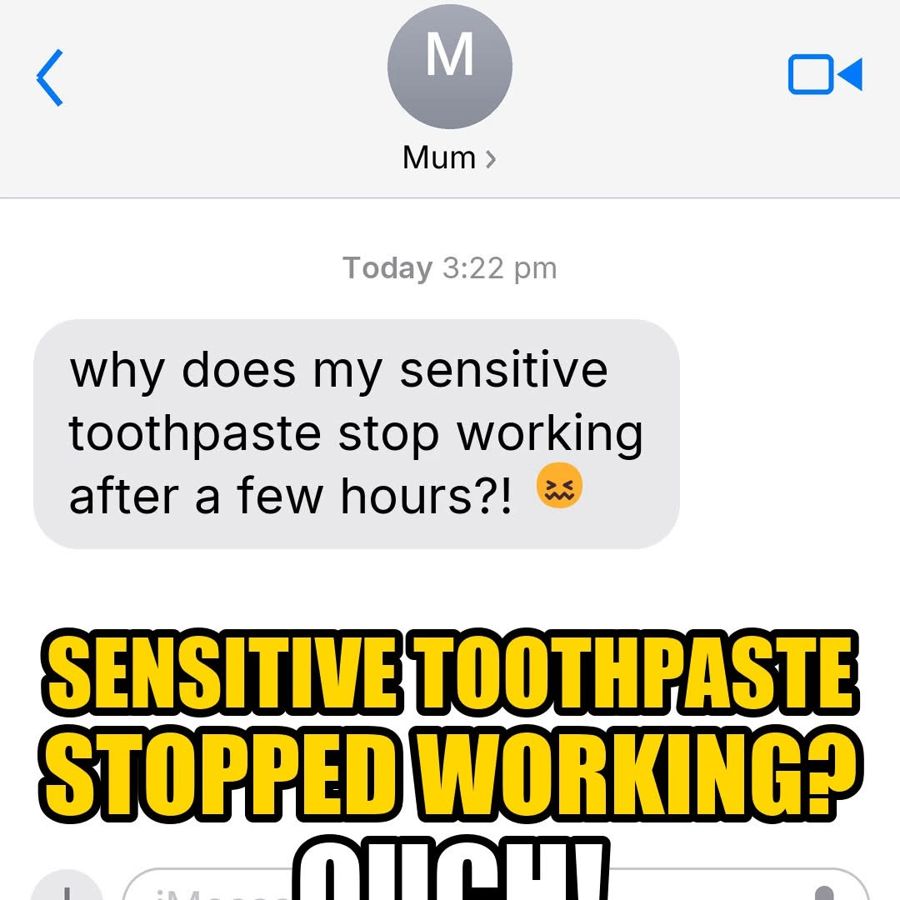 M
Mum
Today 3:22 pm
why does my sensitive
toothpaste stop working
after a few hours?!
SENSITIVE TOOTHPASTE
STOPPED WORKING?
OUCH!